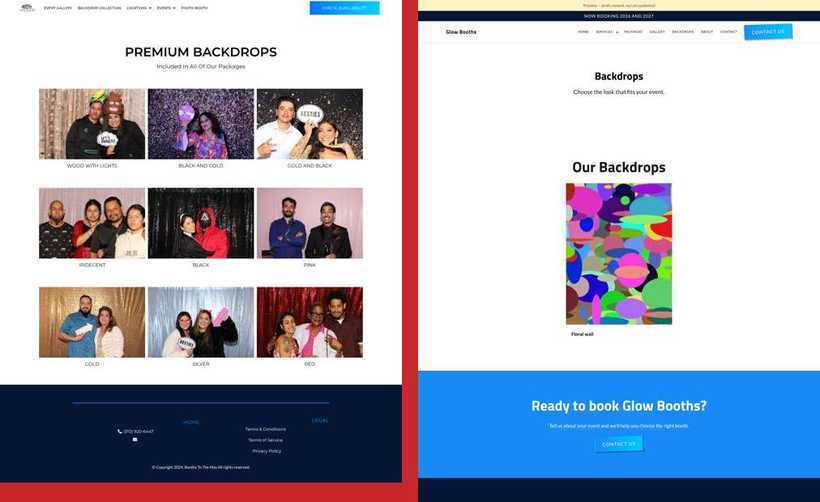 EVENT GALLERY BACKDROP COLLECTION LOCATIONS EVENTS PHOTO BOOTH
CHECK AVAILABILITY
PREMIUM BACKDROPS
Included In All Of Our Packages
BESTIES
WOOD WITH LIGHTS
BLACK AND GOLD
GOLD AND BLACK
IRIDECENT
BLACK
PINK
BESTIES
GOLD
SILVER
RED
HOME
LEGAL
Terms & Conditions
Terms of Service
Privacy Policy
NOW BOOKING 2026 AND 2027
Glow Booths
HOME SERVICES PACKAGES GALLERY BACKDROPS ABOUT CONTACT
CONTACT US
Backdrops
Choose the look that fits your event.
Our Backdrops
Floral wall
Ready to book Glow Booths?
Tell us about your event and we'll help you choose the right booth.
CONTACT US